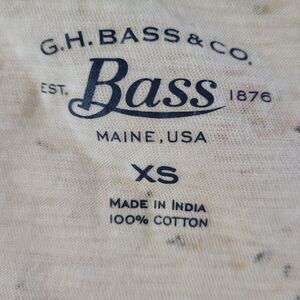 G.H. BASS & CO.
EST. Bass 1876
MAINE, USA
XS
MADE IN INDIA
100% COTTON